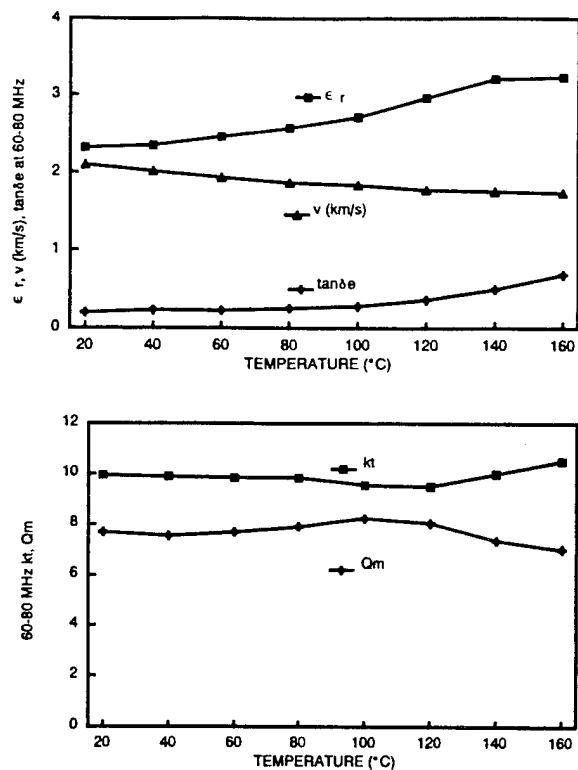 4
3
2
1
0
ϵ r, v (km/s), tanδe at 60-80 MHz
ϵ r
v (km/s)
tanδe
20 40 60 80 100 120 140 160
TEMPERATURE (°C)
12
10
8
6
4
2
0
60-80 MHz kt, Qm
kt
Qm
20 40 60 80 100 120 140 160
TEMPERATURE (°C)